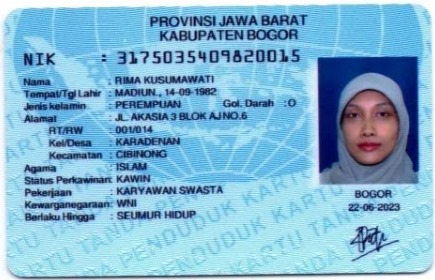 PROVINSI JAWA BARAT
KABUPATEN BOGOR
NIK : 3175035409820015
Nama : RIMA KUSUMAWATI
Tempat/Tgl Lahir : MADIUN, 14-09-1982
Jenis kelamin : PEREMPUAN Gol. Darah :O
Alamat : JL. AKASIA 3 BLOK AJ NO.6
RT/RW : 001/014
Kel/Desa : KARADENAN
Kecamatan : CIBINONG
Agama : ISLAM
Status Perkawinan: KAWIN
Pekerjaan : KARYAWAN SWASTA
Kewarganegaraan: WNI
Berlaku Hingga : SEUMUR HIDUP
BOGOR
22-06-2023
KARTU TANDA PENDUDUK